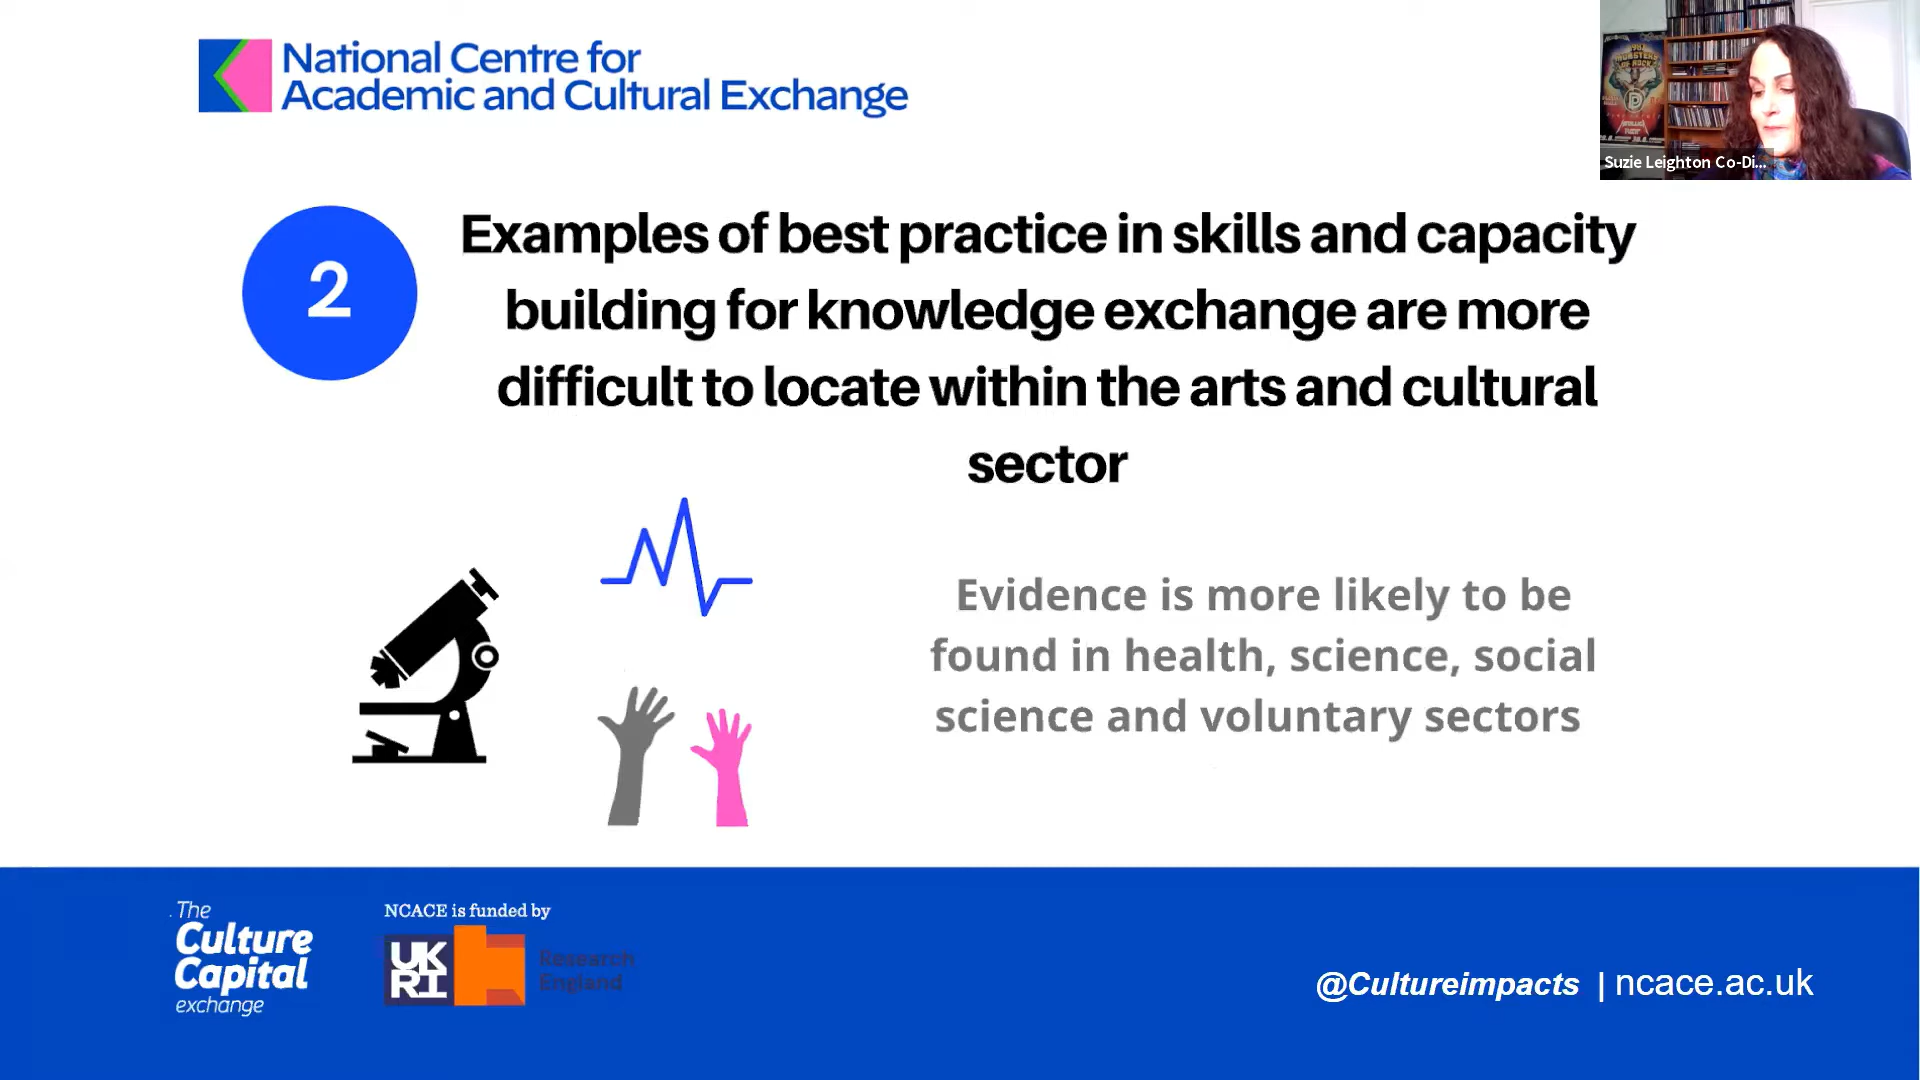 National Centre for
Academic and Cultural Exchange
Suzie Leighton Co-Di...
2
Examples of best practice in skills and capacity
building for knowledge exchange are more
difficult to locate within the arts and cultural
sector
Evidence is more likely to be
found in health, science, social
science and voluntary sectors
The
Culture
Capital
exchange
NCACE is funded by
UK
RI
Research
England
@Cultureimpacts | ncace.ac.uk